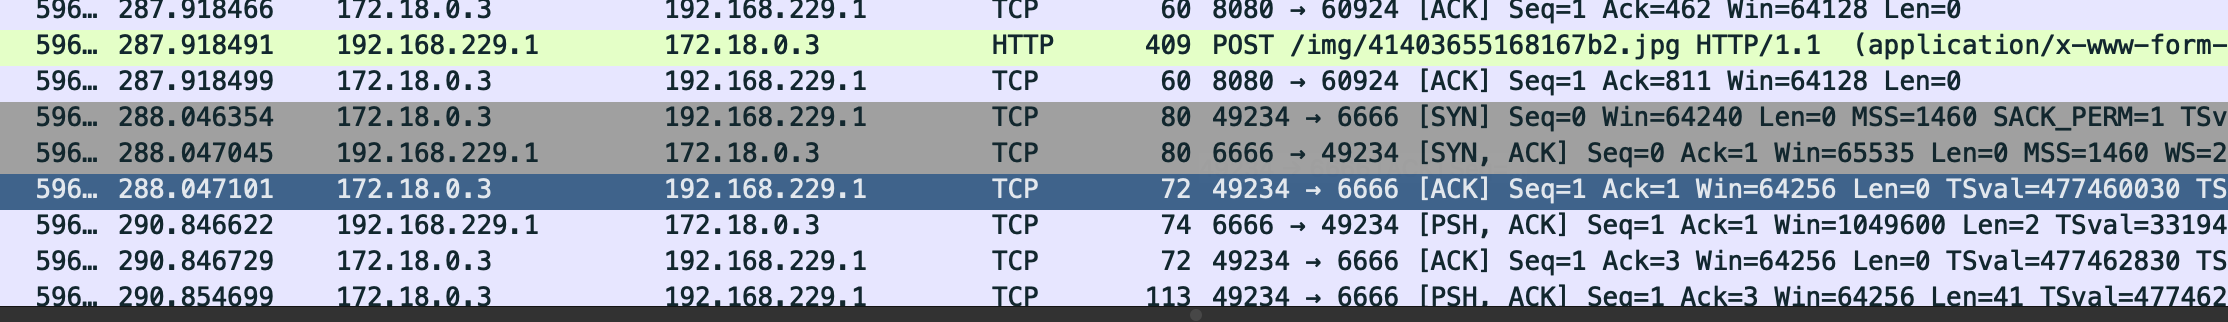 596… 287.918466 172.18.0.3 192.168.229.1 TCP 60 8080 → 60924 [ACK] Seq=1 Ack=462 Win=64128 Len=0
596… 287.918491 192.168.229.1 172.18.0.3 HTTP 409 POST /img/41403655168167b2.jpg HTTP/1.1 (application/x-www-form-
596… 287.918499 172.18.0.3 192.168.229.1 TCP 60 8080 → 60924 [ACK] Seq=1 Ack=811 Win=64128 Len=0
596… 288.046354 172.18.0.3 192.168.229.1 TCP 80 49234 → 6666 [SYN] Seq=0 Win=64240 Len=0 MSS=1460 SACK_PERM=1 TSv
596… 288.047045 192.168.229.1 172.18.0.3 TCP 80 6666 → 49234 [SYN, ACK] Seq=0 Ack=1 Win=65535 Len=0 MSS=1460 WS=2
596… 288.047101 172.18.0.3 192.168.229.1 TCP 72 49234 → 6666 [ACK] Seq=1 Ack=1 Win=64256 Len=0 TSval=477460030 TS
596… 290.846622 192.168.229.1 172.18.0.3 TCP 74 6666 → 49234 [PSH, ACK] Seq=1 Ack=1 Win=1049600 Len=2 TSval=33194
596… 290.846729 172.18.0.3 192.168.229.1 TCP 72 49234 → 6666 [ACK] Seq=1 Ack=3 Win=64256 Len=0 TSval=477462830 TS
596… 290.854699 172.18.0.3 192.168.229.1 TCP 113 49234 → 6666 [PSH, ACK] Seq=1 Ack=3 Win=64256 Len=41 TSval=477462